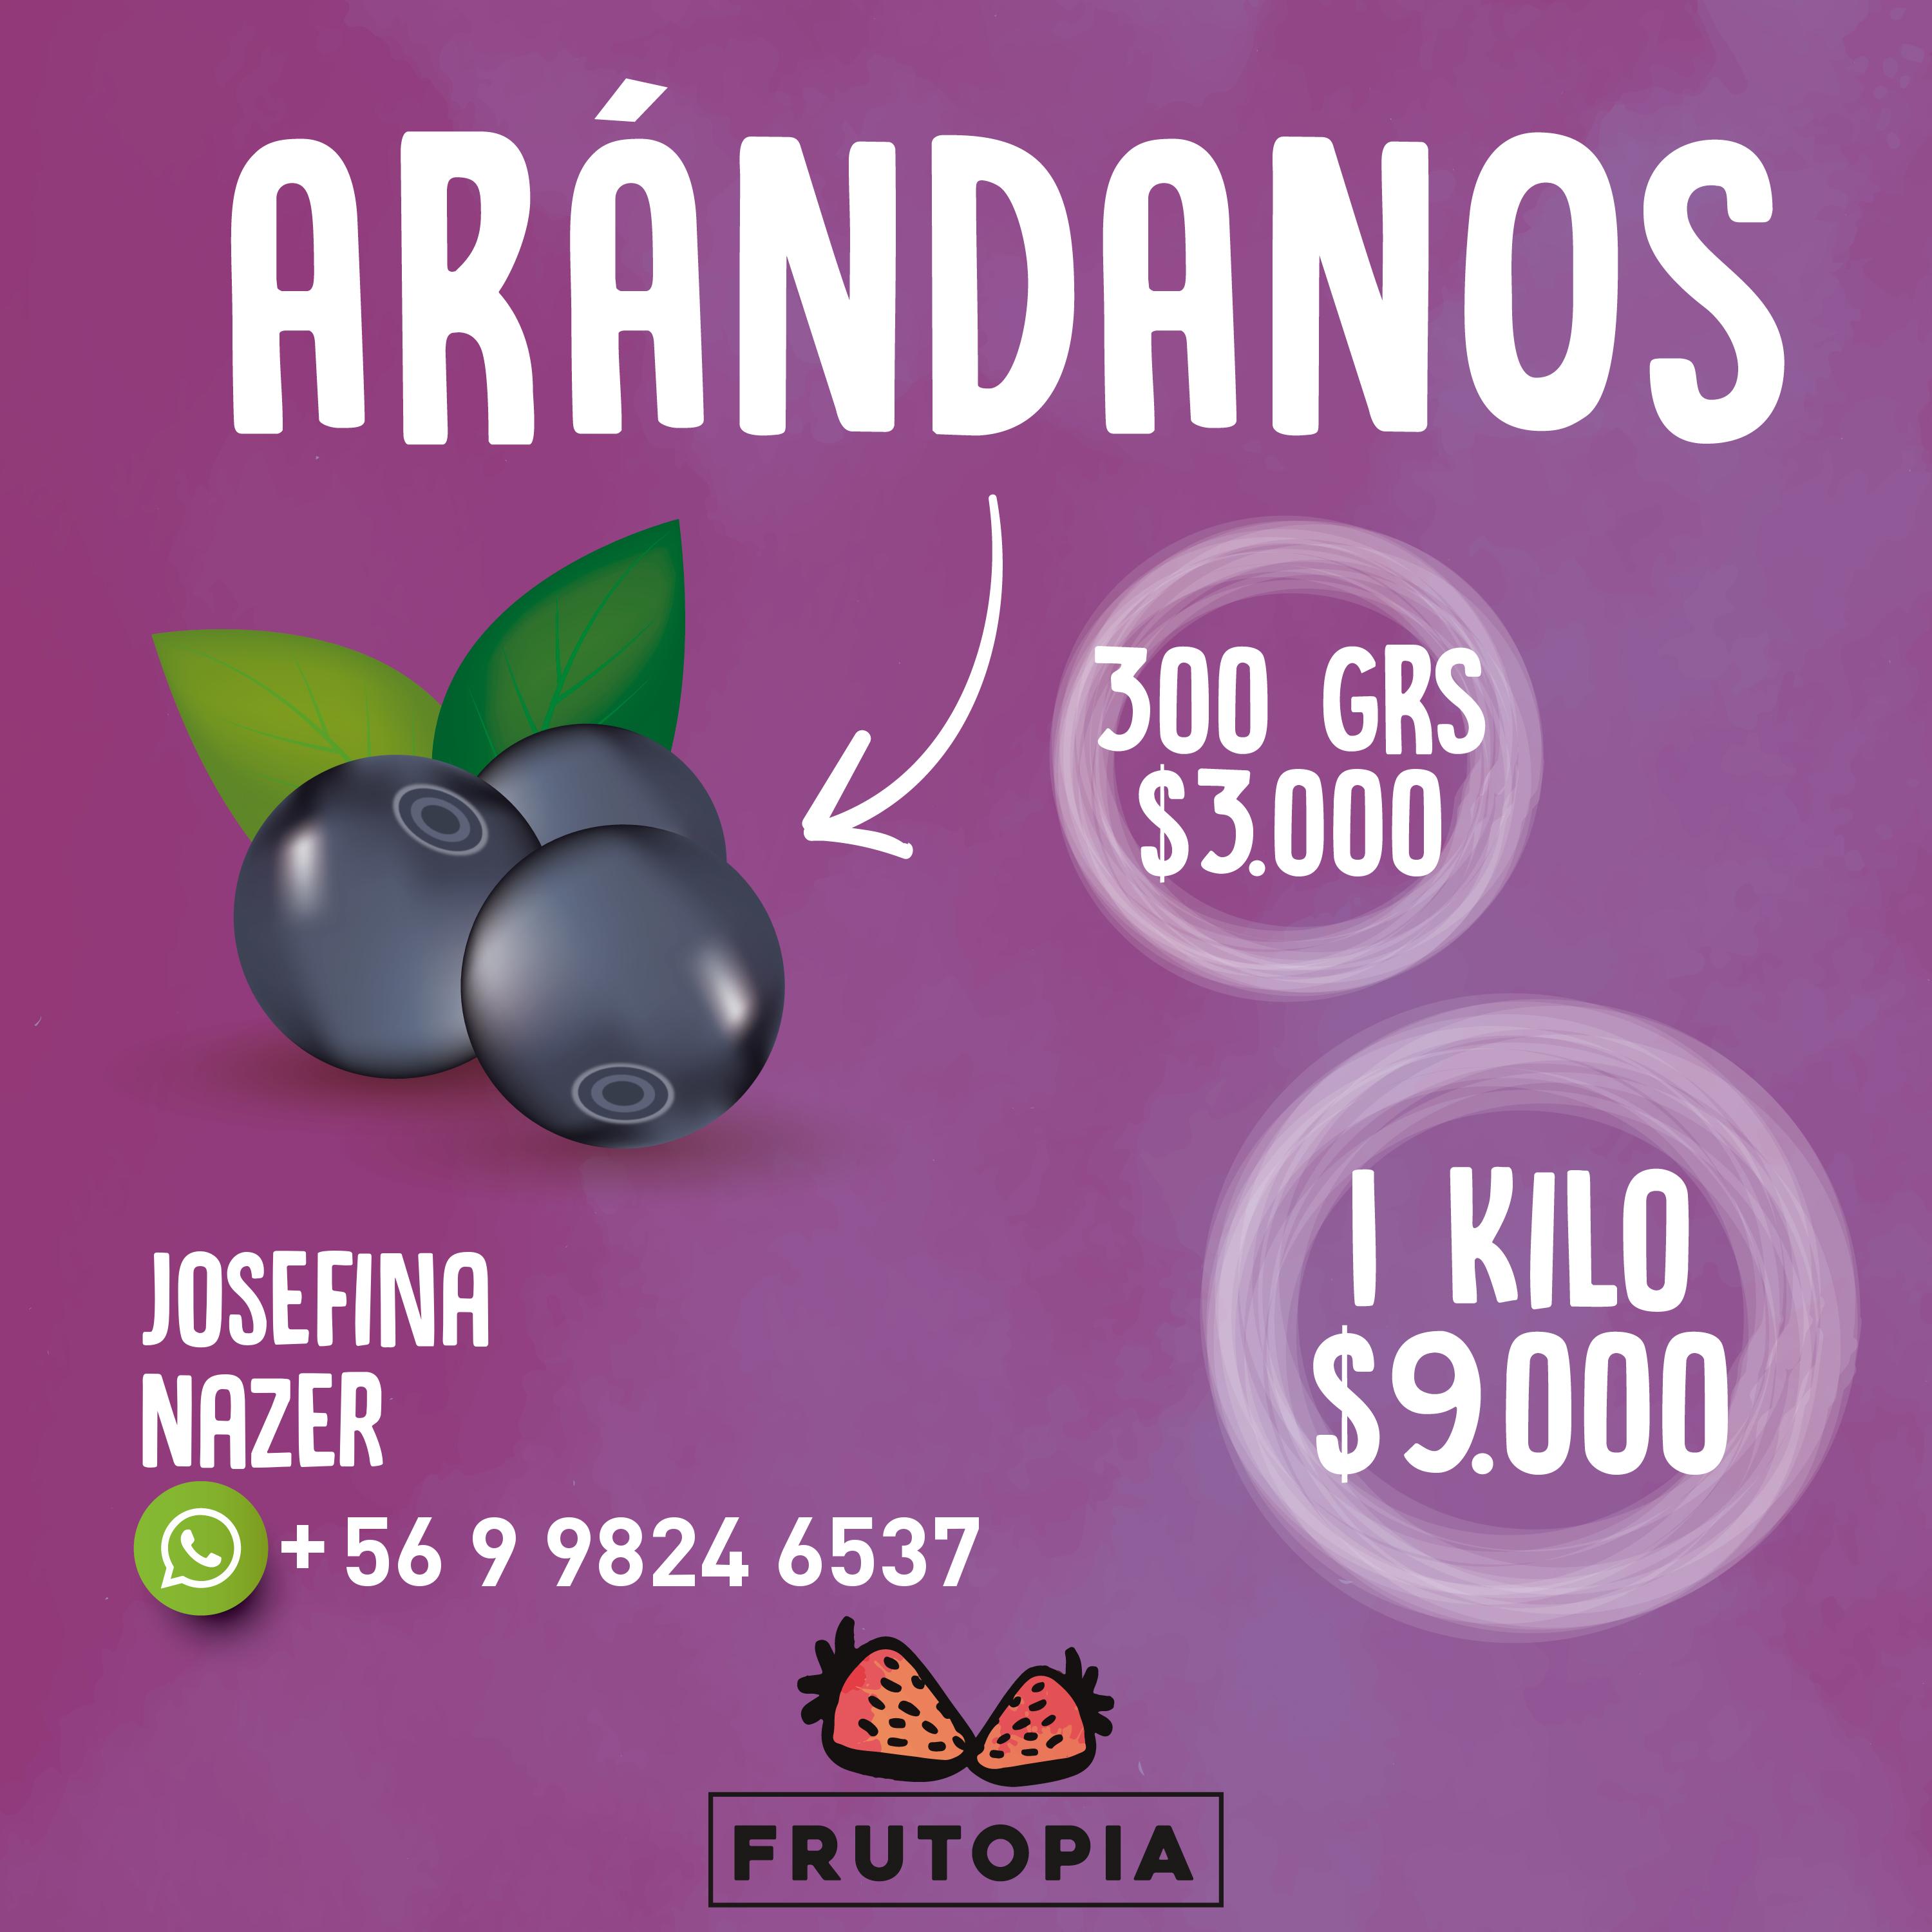 ARÁNDANOS
300 GRS
$3.000
1 KILO
$9.000
JOSEFINA
NAZER
+56 9 9824 6537
FRUTOPIA